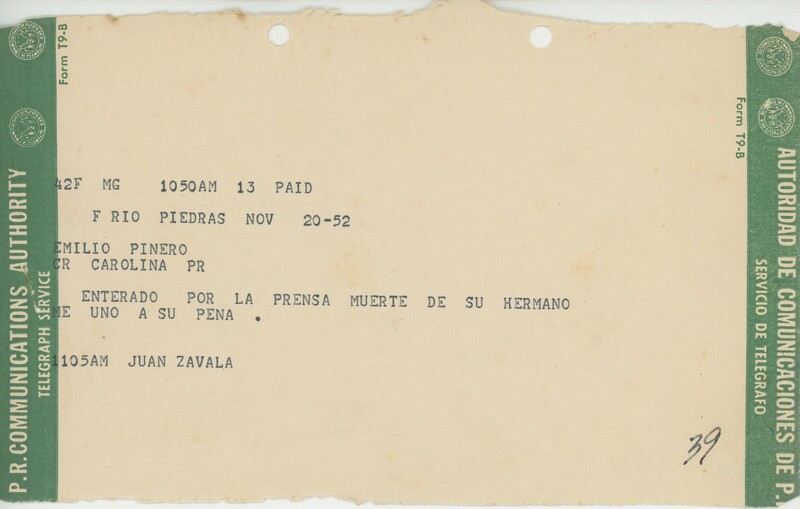 Form T9-B
P.R. COMMUNICATIONS AUTHORITY
TELEGRAPH SERVICE
42F MG 1050AM 13 PAID
F RIO PIEDRAS NOV 20-52
EMILIO PINERO
CR CAROLINA PR
ENTERADO POR LA PRENSA MUERTE DE SU HERMANO
ME UNO A SU PENA .
1105AM JUAN ZAVALA
39
Form T9-B
AUTORIDAD DE COMUNICACIONES DE P.
SERVICIO DE TELEGRAFO